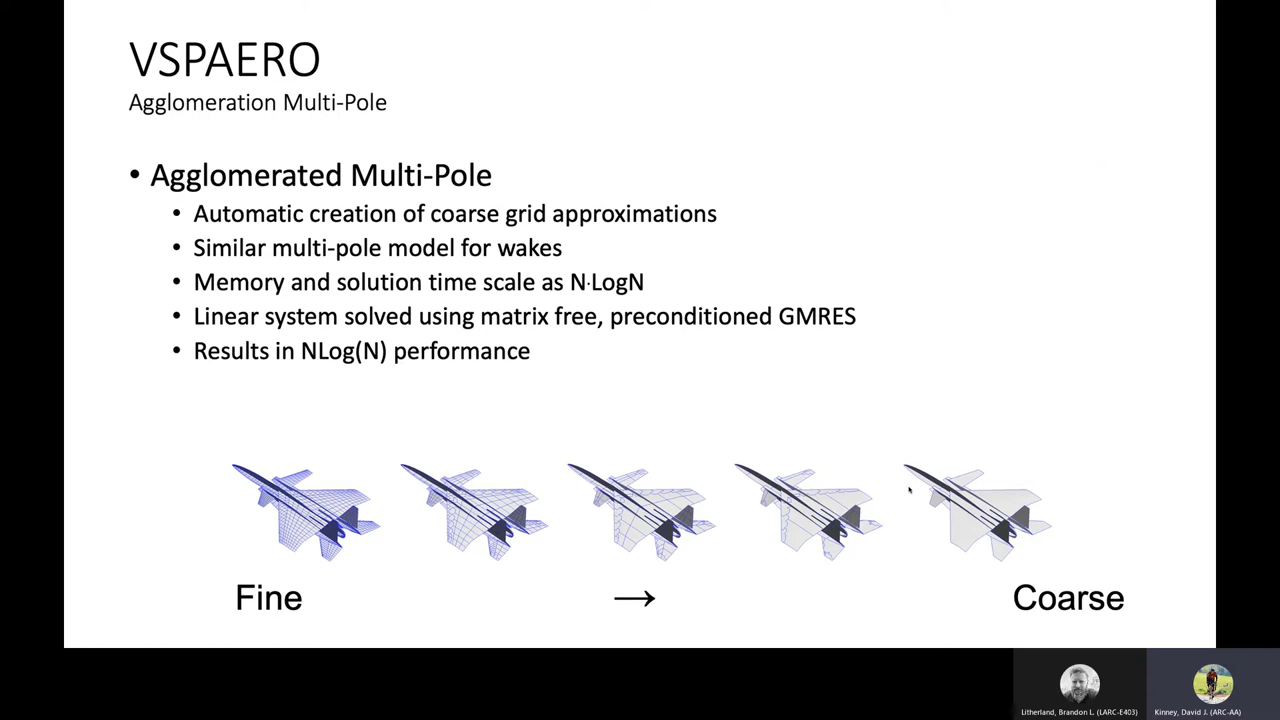 VSPAERO
Agglomeration Multi-Pole
• Agglomerated Multi-Pole
• Automatic creation of coarse grid approximations
• Similar multi-pole model for wakes
• Memory and solution time scale as N·LogN
• Linear system solved using matrix free, preconditioned GMRES
• Results in NLog(N) performance
Fine → Coarse
Litherland, Brandon L. (LARC-E403)
Kinney, David J. (ARC-AA)